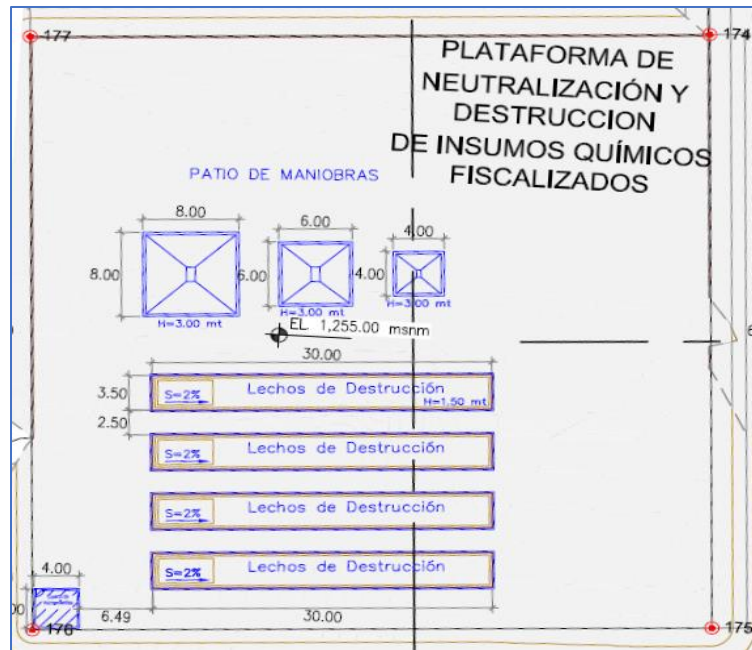 177
174
PLATAFORMA DE
NEUTRALIZACIÓN Y
DESTRUCCION
DE INSUMOS QUÍMICOS
FISCALIZADOS
PATIO DE MANIOBRAS
8.00
6.00
4.00
8.00
6.00
4.00
H=3.00 mt
H=3.00 mt
H=3.00 mt
EL 1,255.00 msnm
30.00
3.50
S=2%
Lechos de Destrucción
H=1.50 mt.
2.50
S=2%
Lechos de Destrucción
S=2%
Lechos de Destrucción
S=2%
Lechos de Destrucción
4.00
6.49
30.00
176
175